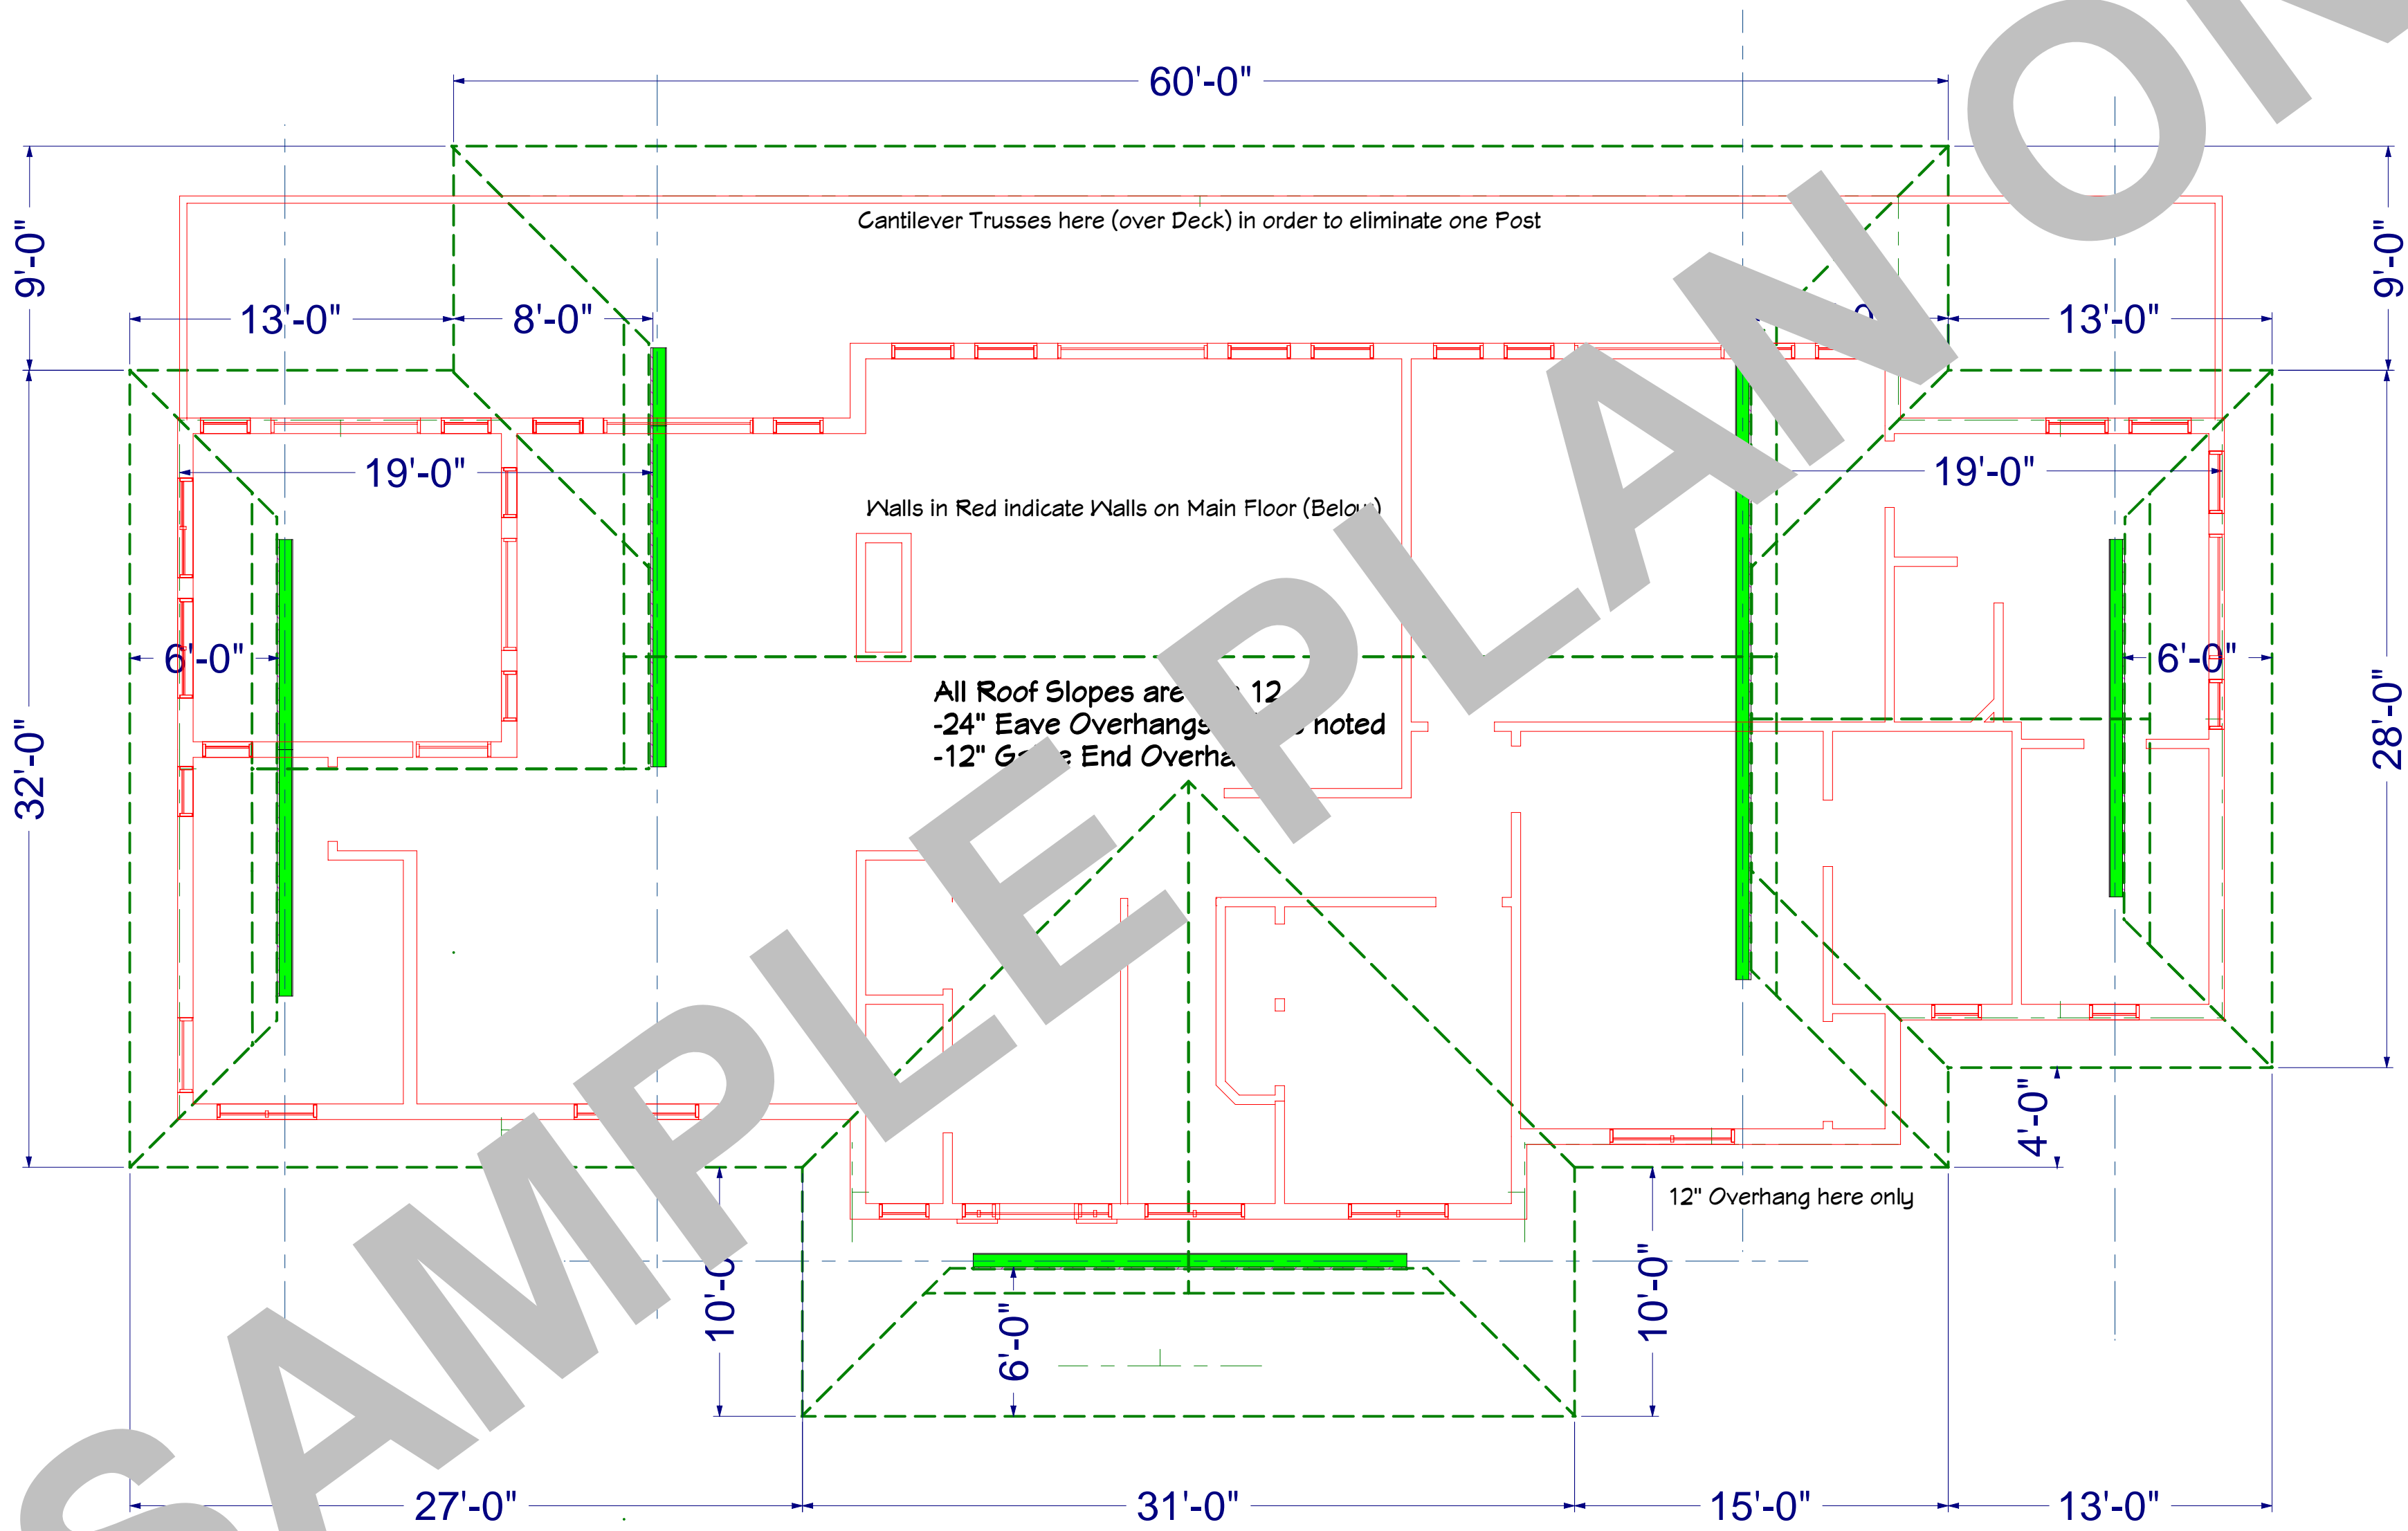 60'-0"
9'-0"
9'-0"
Cantilever Trusses here (over Deck) in order to eliminate one Post
13'-0"
8'-0"
13'-0"
19'-0"
19'-0"
Walls in Red indicate Walls on Main Floor (Below)
6'-0"
6'-0"
All Roof Slopes are 12
-24" Eave Overhangs noted
-12" End
32'-0"
28'-0"
4'-0"
12" Overhang here only
10'-0"
6'-0"
10'-0"
27'-0"
31'-0"
15'-0"
13'-0"
SAMPLE PLAN